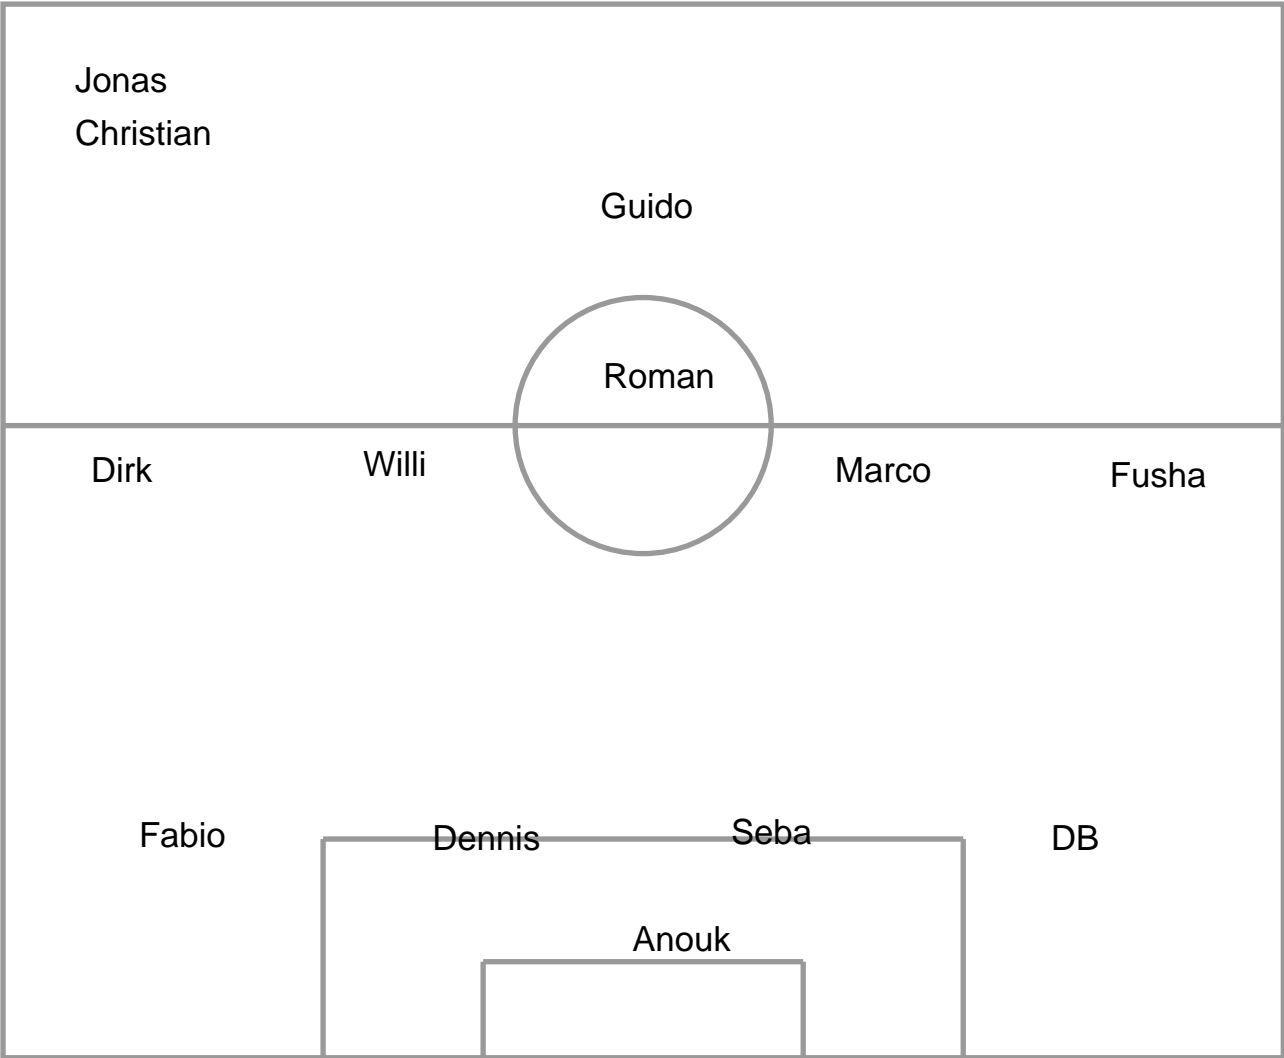 Jonas
Christian
Guido
Roman
Dirk Willi Marco Fusha
Fabio Dennis Seba DB
Anouk